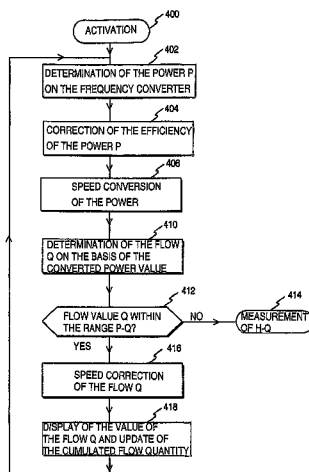 ACTIVATION
400
402
DETERMINATION OF THE POWER P
ON THE FREQUENCY CONVERTER
404
CORRECTION OF THE EFFICIENCY
OF THE POWER P
406
SPEED CONVERSION
OF THE POWER
410
DETERMINATION OF THE FLOW
Q ON THE BASIS OF THE
CONVERTED POWER VALUE
412
FLOW VALUE Q WITHIN
THE RANGE P-Q?
NO
414
MEASUREMENT
OF H-Q
YES
416
SPEED CORRECTION
OF THE FLOW Q
418
DISPLAY OF THE VALUE OF
THE FLOW Q AND UPDATE OF
THE CUMULATED FLOW QUANTITY